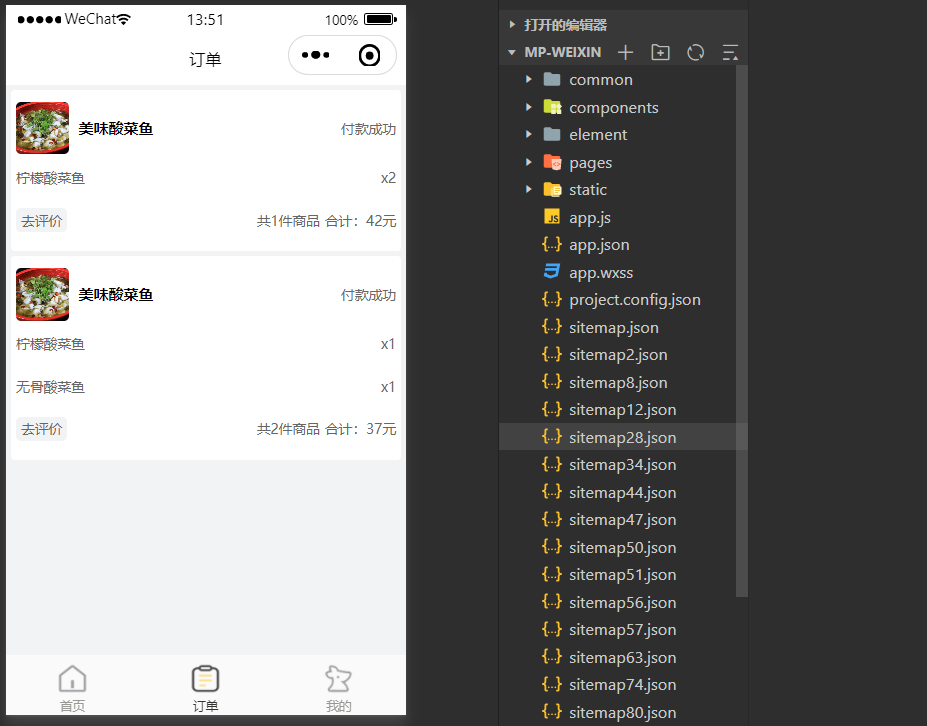 WeChat 13:51 100%
订单
美味酸菜鱼 付款成功
柠檬酸菜鱼 x2
去评价 共1件商品 合计：42元
美味酸菜鱼 付款成功
柠檬酸菜鱼 x1
无骨酸菜鱼 x1
去评价 共2件商品 合计：37元
首页 订单 我的
打开的编辑器
MP-WEIXIN
common
components
element
pages
static
JS app.js
{..} app.json
app.wxss
{..} project.config.json
{..} sitemap.json
{..} sitemap2.json
{..} sitemap8.json
{..} sitemap12.json
{..} sitemap28.json
{..} sitemap34.json
{..} sitemap44.json
{..} sitemap47.json
{..} sitemap50.json
{..} sitemap51.json
{..} sitemap56.json
{..} sitemap57.json
{..} sitemap63.json
{..} sitemap74.json
{..} sitemap80.json